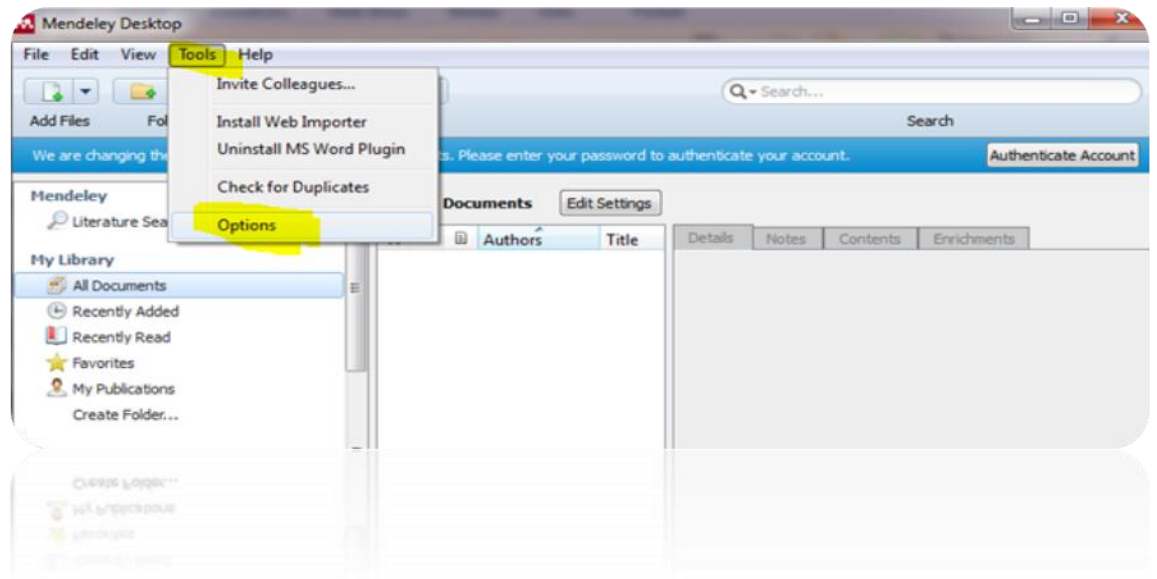 Mendeley Desktop
File Edit View Tools Help
Invite Colleagues...
Install Web Importer
Uninstall MS Word Plugin
Check for Duplicates
Options
Search...
Add Files Fol Search
We are changing the s. Please enter your password to authenticate your account. Authenticate Account
Mendeley
Literature Sea
Documents Edit Settings
Authors Title Details Notes Contents Enrichments
My Library
All Documents
Recently Added
Recently Read
Favorites
My Publications
Create Folder...